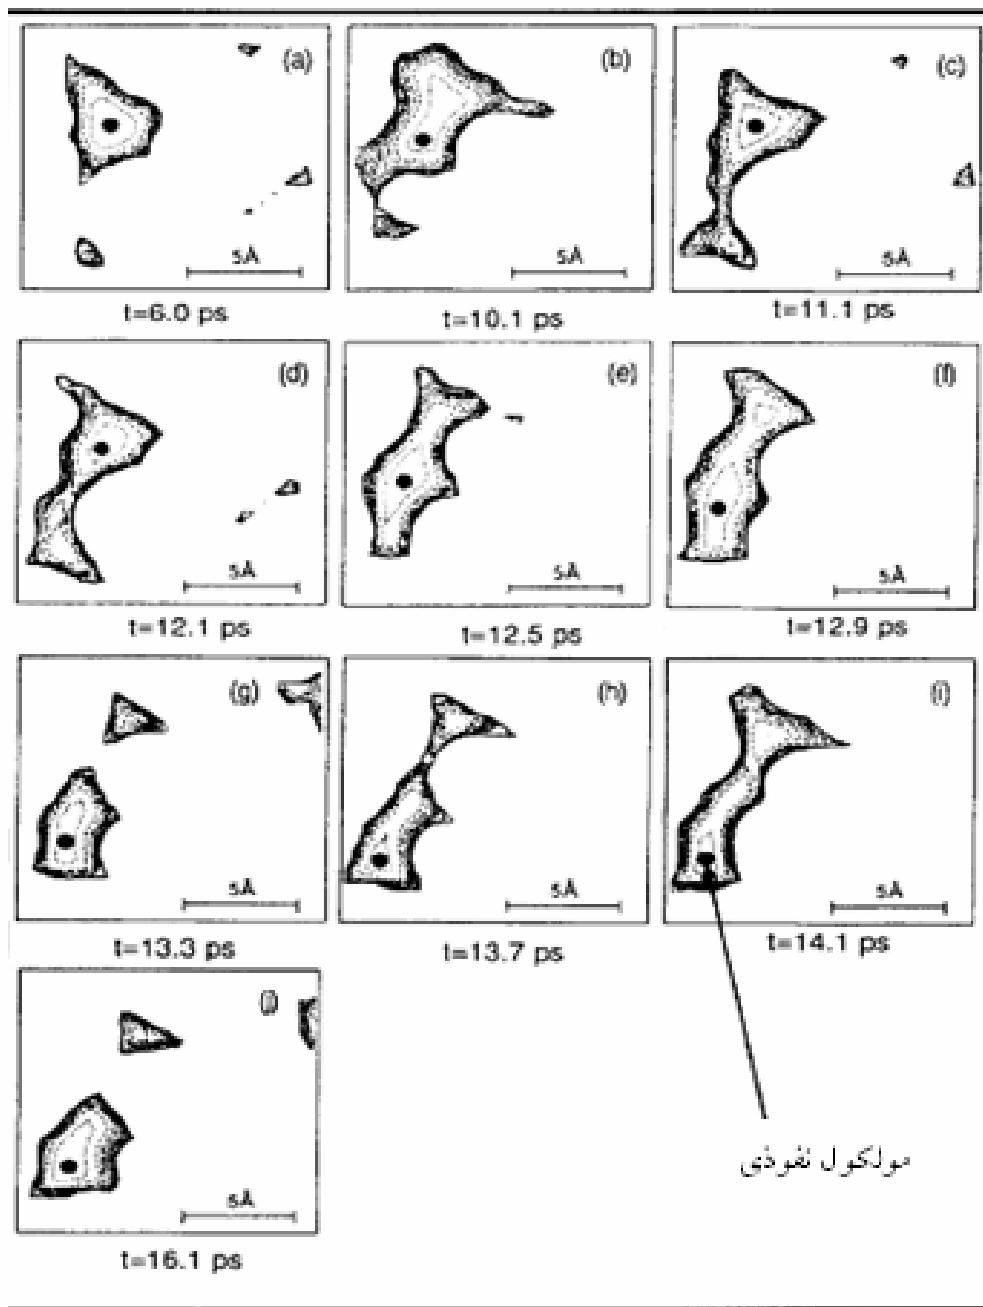 (a)
5Å
t=6.0 ps
(b)
5Å
t=10.1 ps
(c)
5Å
t=11.1 ps
(d)
5Å
t=12.1 ps
(e)
5Å
t=12.5 ps
(f)
5Å
t=12.9 ps
(g)
5Å
t=13.3 ps
(h)
5Å
t=13.7 ps
(i)
5Å
t=14.1 ps
(j)
5Å
t=16.1 ps
مولکول نفوذی